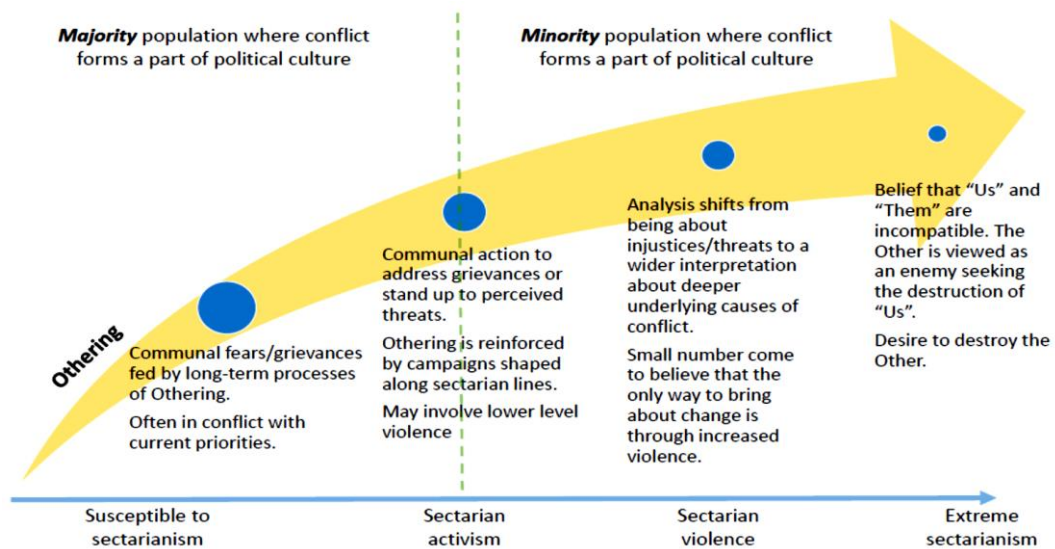 Majority population where conflict
forms a part of political culture
Minority population where conflict
forms a part of political culture
Othering
Communal fears/grievances
fed by long-term processes
of Othering.
Often in conflict with
current priorities.
Communal action to
address grievances or
stand up to perceived
threats.
Othering is reinforced
by campaigns shaped
along sectarian lines.
May involve lower level
violence
Analysis shifts from
being about
injustices/threats to a
wider interpretation
about deeper
underlying causes of
conflict.
Small number come
to believe that the
only way to bring
about change is
through increased
violence.
Belief that “Us” and
“Them” are
incompatible. The
Other is viewed as
an enemy seeking
the destruction of
“Us”.
Desire to destroy the
Other.
Susceptible to
sectarianism
Sectarian
activism
Sectarian
violence
Extreme
sectarianism